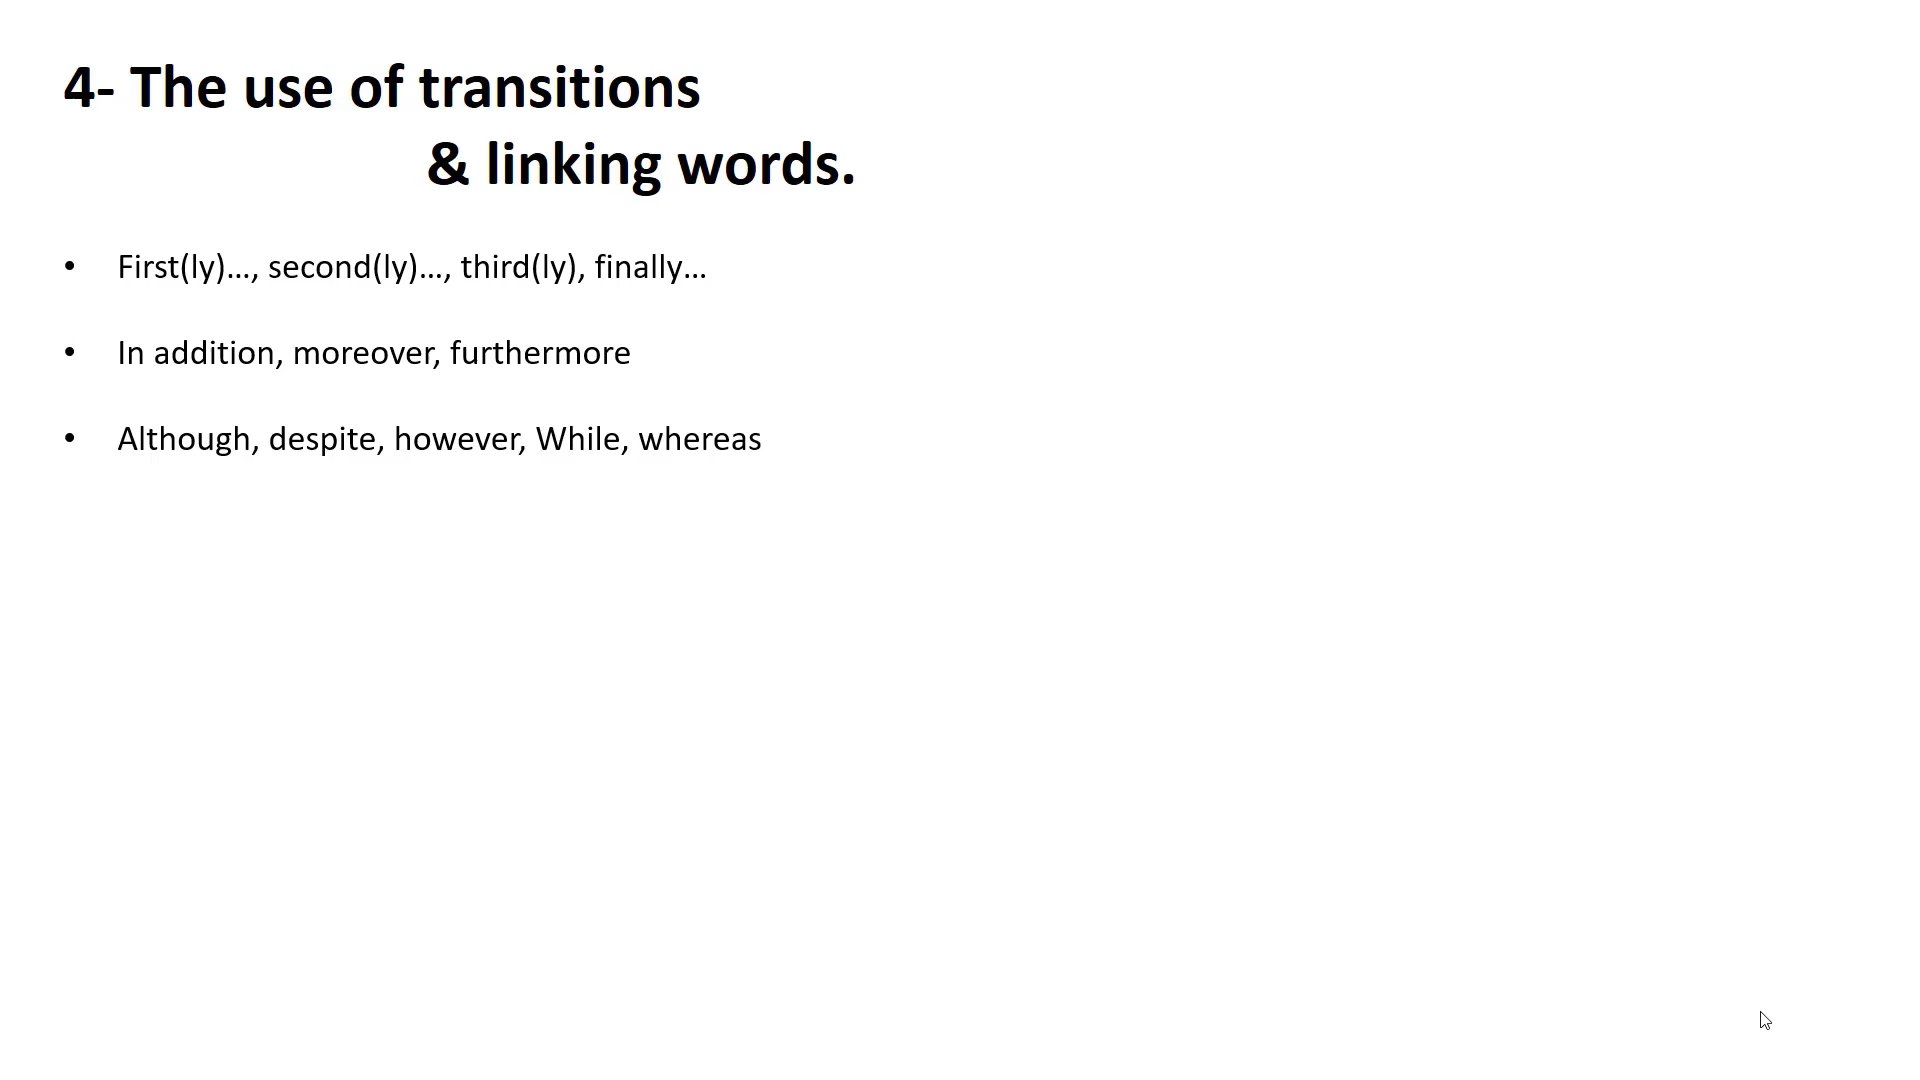 4- The use of transitions
& linking words.
• First(ly)…, second(ly)…, third(ly), finally…
• In addition, moreover, furthermore
• Although, despite, however, While, whereas